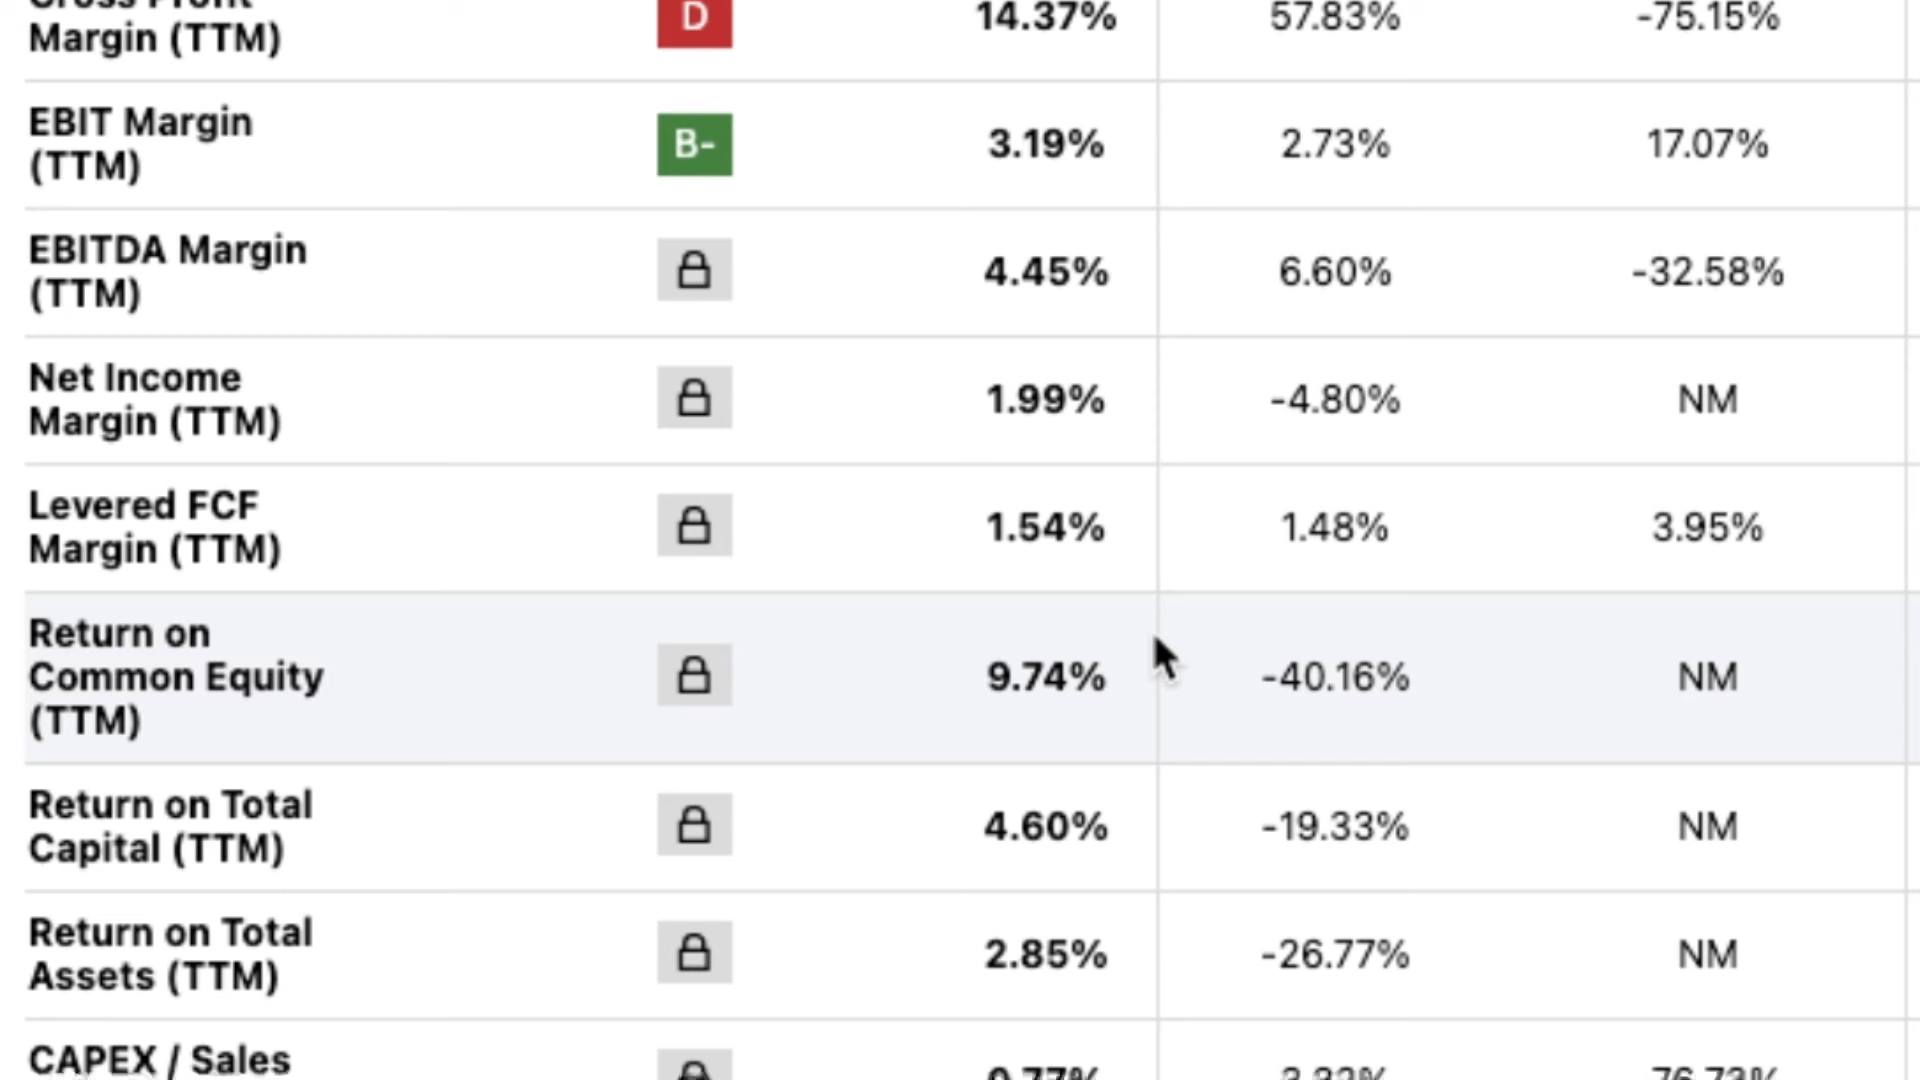 Gross Profit
Margin (TTM) D 14.37% 57.83% -75.15%
EBIT Margin
(TTM) B- 3.19% 2.73% 17.07%
EBITDA Margin
(TTM) 4.45% 6.60% -32.58%
Net Income
Margin (TTM) 1.99% -4.80% NM
Levered FCF
Margin (TTM) 1.54% 1.48% 3.95%
Return on
Common Equity
(TTM) 9.74% -40.16% NM
Return on Total
Capital (TTM) 4.60% -19.33% NM
Return on Total
Assets (TTM) 2.85% -26.77% NM
CAPEX / Sales